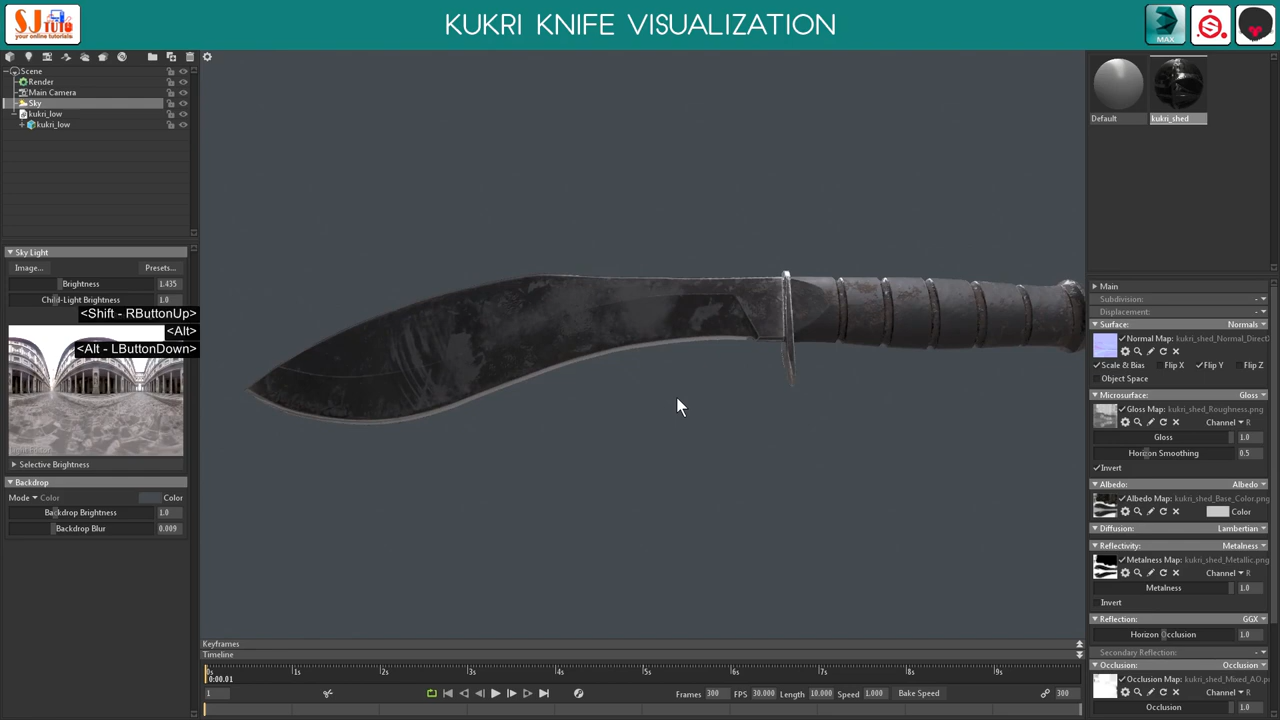 SJ TUTO
your online tutorials
KUKRI KNIFE VISUALIZATION
MAX
Scene
Render
Main Camera
Sky
kukri_low
kukri_low
Sky Light
Image...
Presets...
Brightness
1.435
Child-Light Brightness
1.0
<Shift - RButtonUp>
<Alt>
<Alt - LButtonDown>
Selective Brightness
Backdrop
Mode
Color
Color
Backdrop Brightness
1.0
Backdrop Blur
0.009
Keyframes
Timeline
0s
1s
2s
3s
4s
5s
6s
7s
8s
9s
0:00.01
1
Frames
300
FPS
30.000
Length
10.000
Speed
1.000
Bake Speed
300
Default
kukri_shed
Main
Subdivision:
Displacement:
Surface:
Normals
Normal Map:
kukri_shed_Normal_DirectX
Scale & Bias
Flip X
Flip Y
Flip Z
Object Space
Microsurface:
Gloss
Gloss Map:
kukri_shed_Roughness.png
Channel
R
Gloss
1.0
Horizon Smoothing
0.5
Invert
Albedo:
Albedo
Albedo Map:
kukri_shed_Base_Color.png
Color
Diffusion:
Lambertian
Reflectivity:
Metalness
Metalness Map:
kukri_shed_Metallic.png
Channel
R
Metalness
1.0
Invert
Reflection:
GGX
Horizon Occlusion
1.0
Secondary Reflection:
Occlusion:
Occlusion
Occlusion Map:
kukri_shed_Mixed_AO.p
Channel
R
Occlusion
1.0